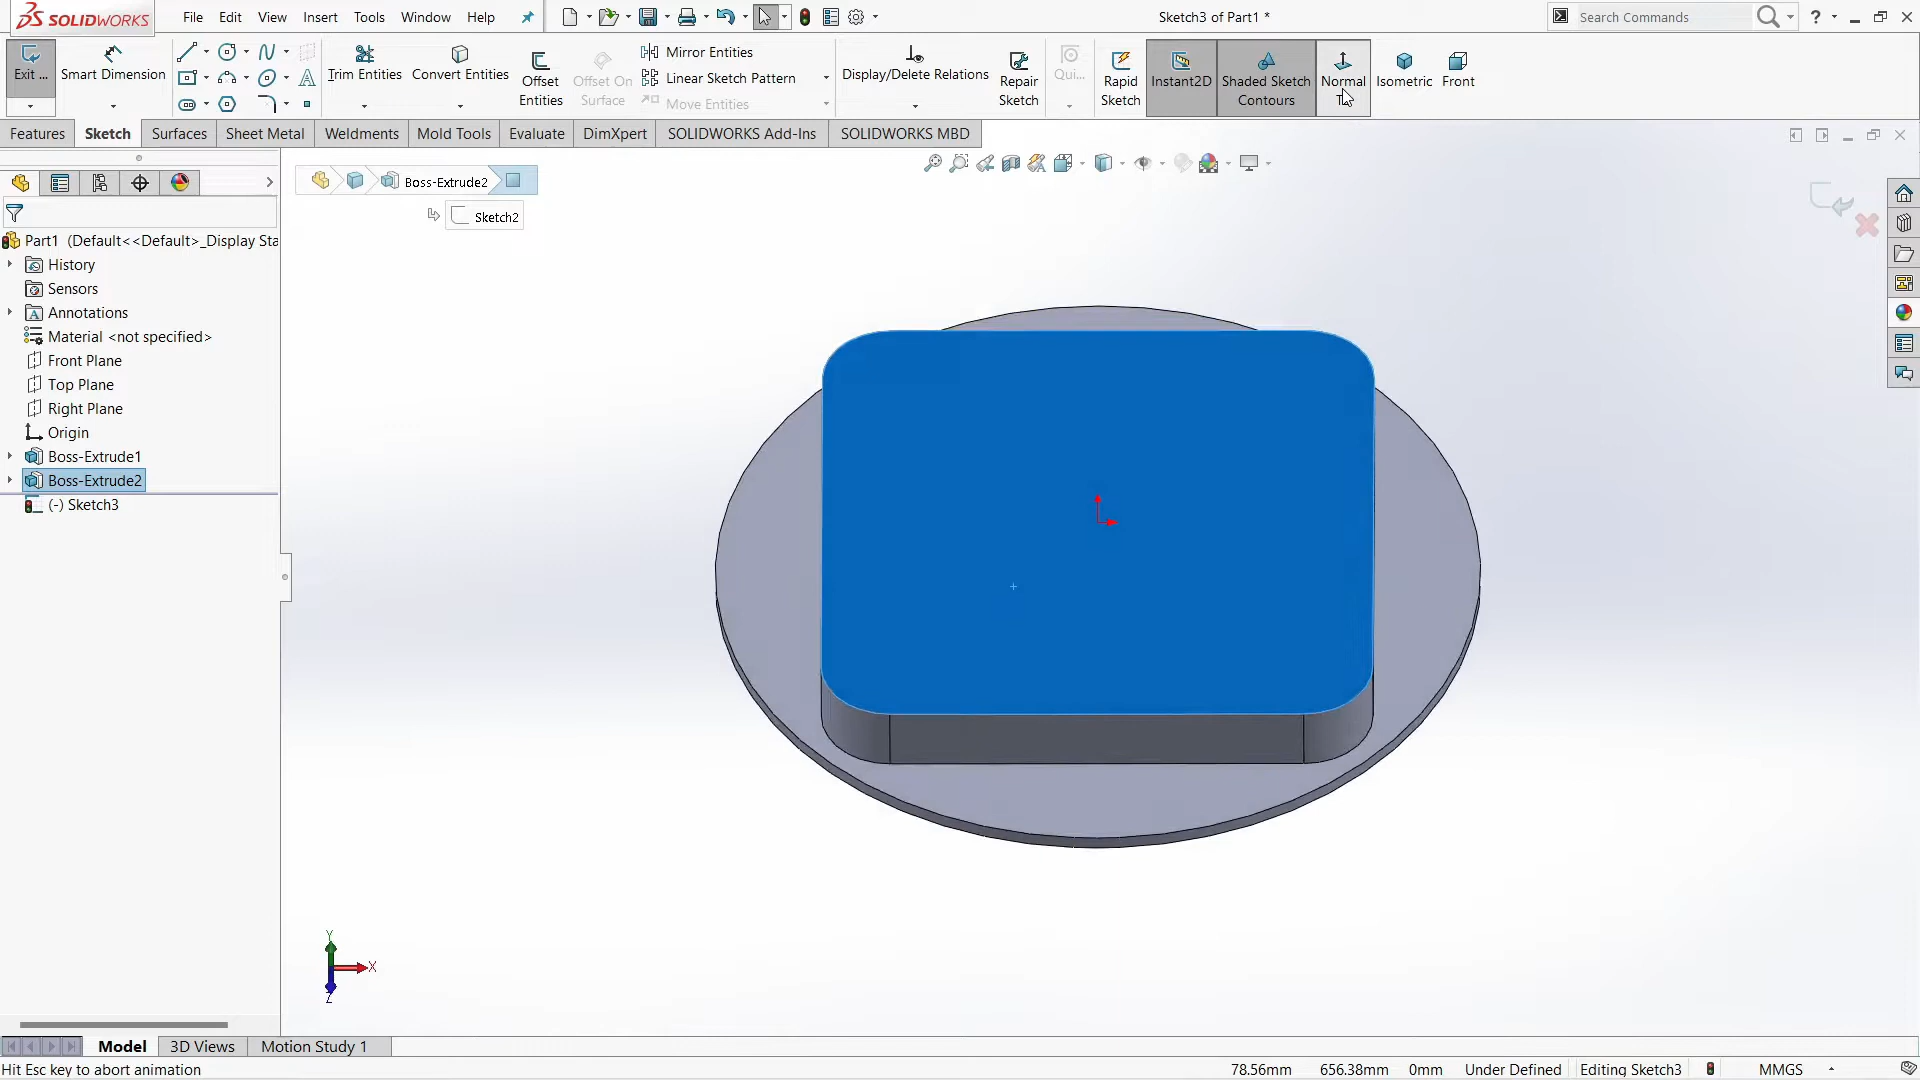 SOLIDWORKS
File Edit View Insert Tools Window Help
Sketch3 of Part1 *
Search Commands
Exit ...
Smart Dimension
Trim Entities
Convert Entities
Offset Entities
Offset On Surface
Mirror Entities
Linear Sketch Pattern
Move Entities
Display/Delete Relations
Repair Sketch
Qui...
Rapid Sketch
Instant2D
Shaded Sketch Contours
Normal
Isometric
Front
Features Sketch Surfaces Sheet Metal Weldments Mold Tools Evaluate DimXpert SOLIDWORKS Add-Ins SOLIDWORKS MBD
Boss-Extrude2
Sketch2
Part1 (Default<<Default>_Display Sta
History
Sensors
Annotations
Material <not specified>
Front Plane
Top Plane
Right Plane
Origin
Boss-Extrude1
Boss-Extrude2
(-) Sketch3
Y
X
Z
Model 3D Views Motion Study 1
Hit Esc key to abort animation
78.56mm 656.38mm 0mm Under Defined Editing Sketch3 MMGS